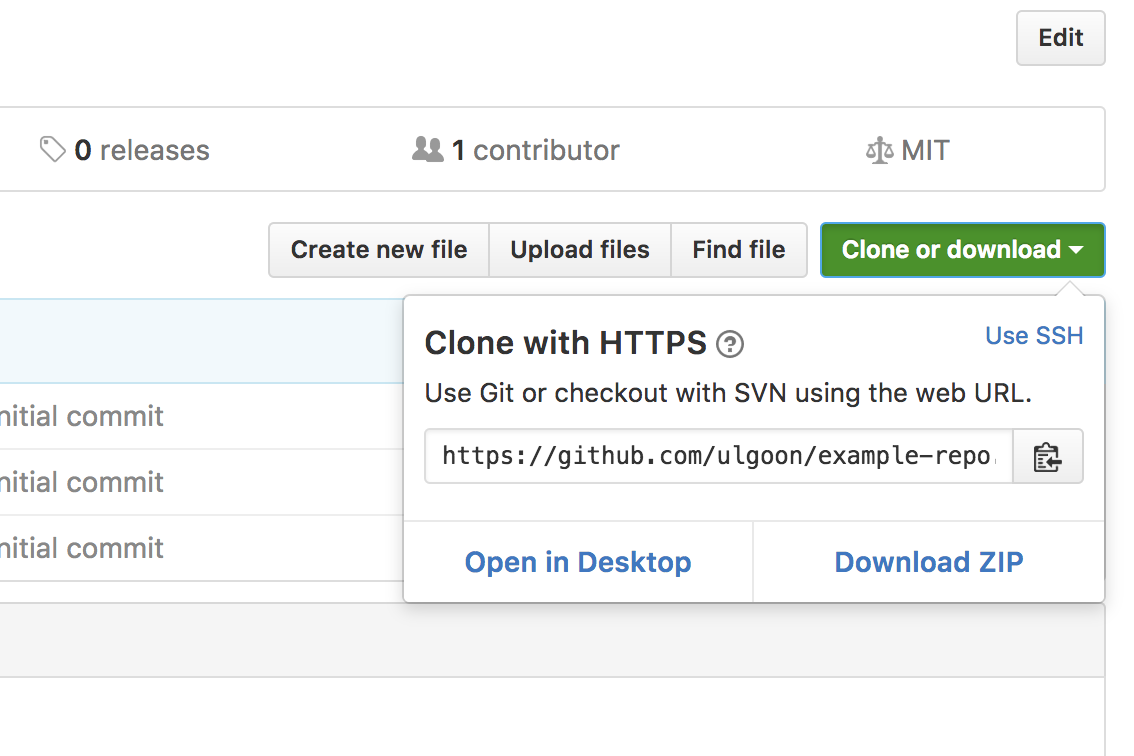 Edit
0 releases
1 contributor
MIT
Create new file
Upload files
Find file
Clone or download
Clone with HTTPS ?
Use SSH
Use Git or checkout with SVN using the web URL.
https://github.com/ulgoon/example-repo.
nitial commit
nitial commit
nitial commit
Open in Desktop
Download ZIP